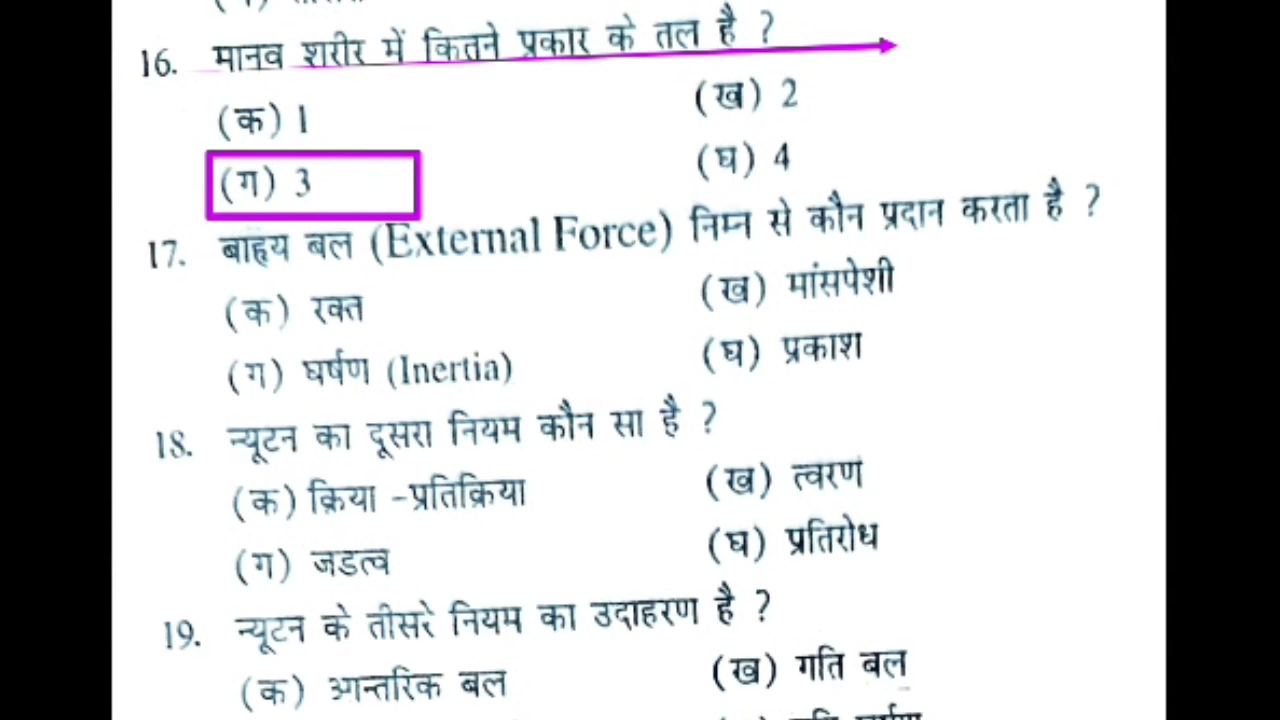 16. मानव शरीर में कितने प्रकार के तल है ?
(क) 1 (ख) 2
(ग) 3 (घ) 4
17. बाह्य बल (External Force) निम्न से कौन प्रदान करता है ?
(क) रक्त (ख) मांसपेशी
(ग) घर्षण (Inertia) (घ) प्रकाश
18. न्यूटन का दूसरा नियम कौन सा है ?
(क) क्रिया -प्रतिक्रिया (ख) त्वरण
(ग) जडत्व (घ) प्रतिरोध
19. न्यूटन के तीसरे नियम का उदाहरण है ?
(क) आन्तरिक बल (ख) गति बल